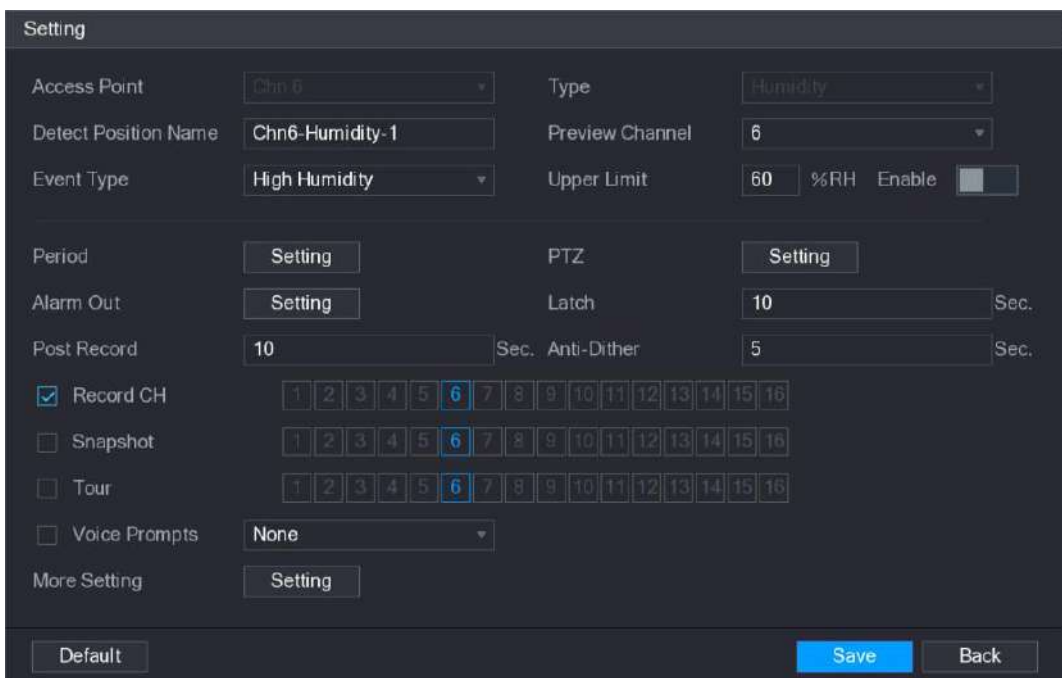 Setting
Access Point Chn 6 Type Humidity
Detect Position Name Chn6-Humidity-1 Preview Channel 6
Event Type High Humidity Upper Limit 60 %RH Enable
Period Setting PTZ Setting
Alarm Out Setting Latch 10 Sec.
Post Record 10 Sec. Anti-Dither 5 Sec.
Record CH 1 2 3 4 5 6 7 8 9 10 11 12 13 14 15 16
Snapshot 1 2 3 4 5 6 7 8 9 10 11 12 13 14 15 16
Tour 1 2 3 4 5 6 7 8 9 10 11 12 13 14 15 16
Voice Prompts None
More Setting Setting
Default Save Back